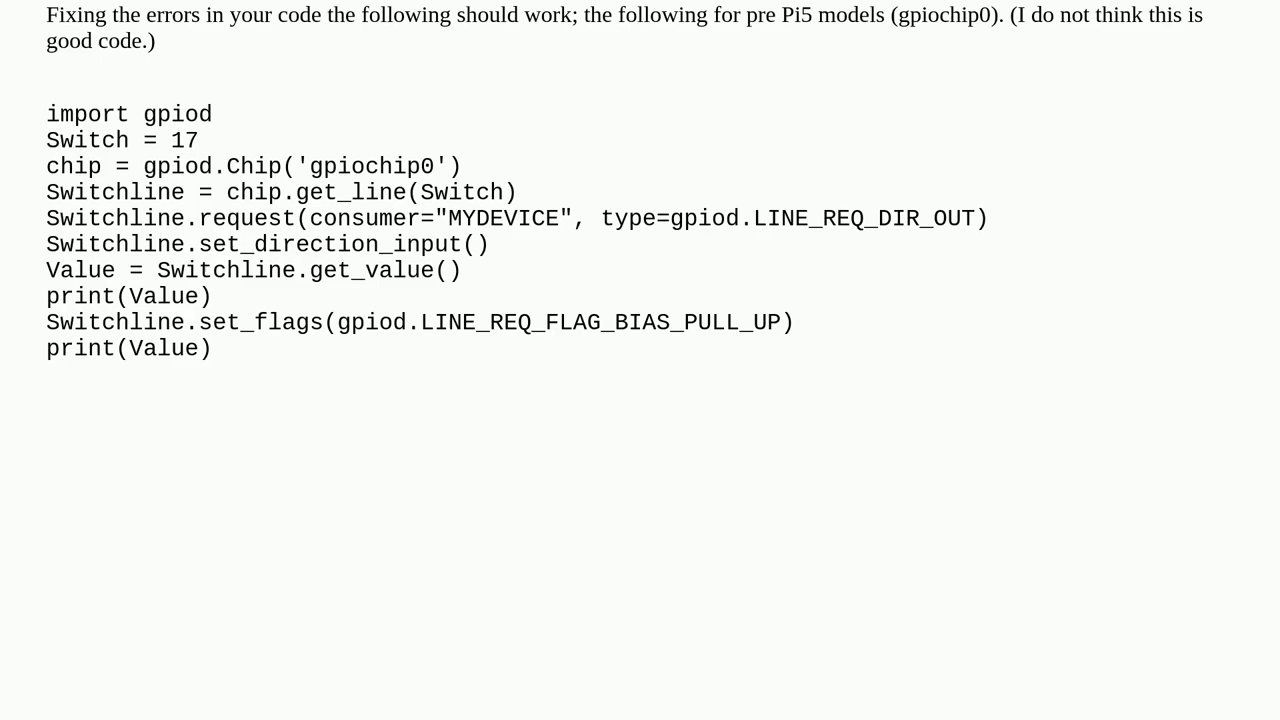 Fixing the errors in your code the following should work; the following for pre Pi5 models (gpiochip0). (I do not think this is
good code.)
import gpiod
Switch = 17
chip = gpiod.Chip('gpiochip0')
Switchline = chip.get_line(Switch)
Switchline.request(consumer="MYDEVICE", type=gpiod.LINE_REQ_DIR_OUT)
Switchline.set_direction_input()
Value = Switchline.get_value()
print(Value)
Switchline.set_flags(gpiod.LINE_REQ_FLAG_BIAS_PULL_UP)
print(Value)